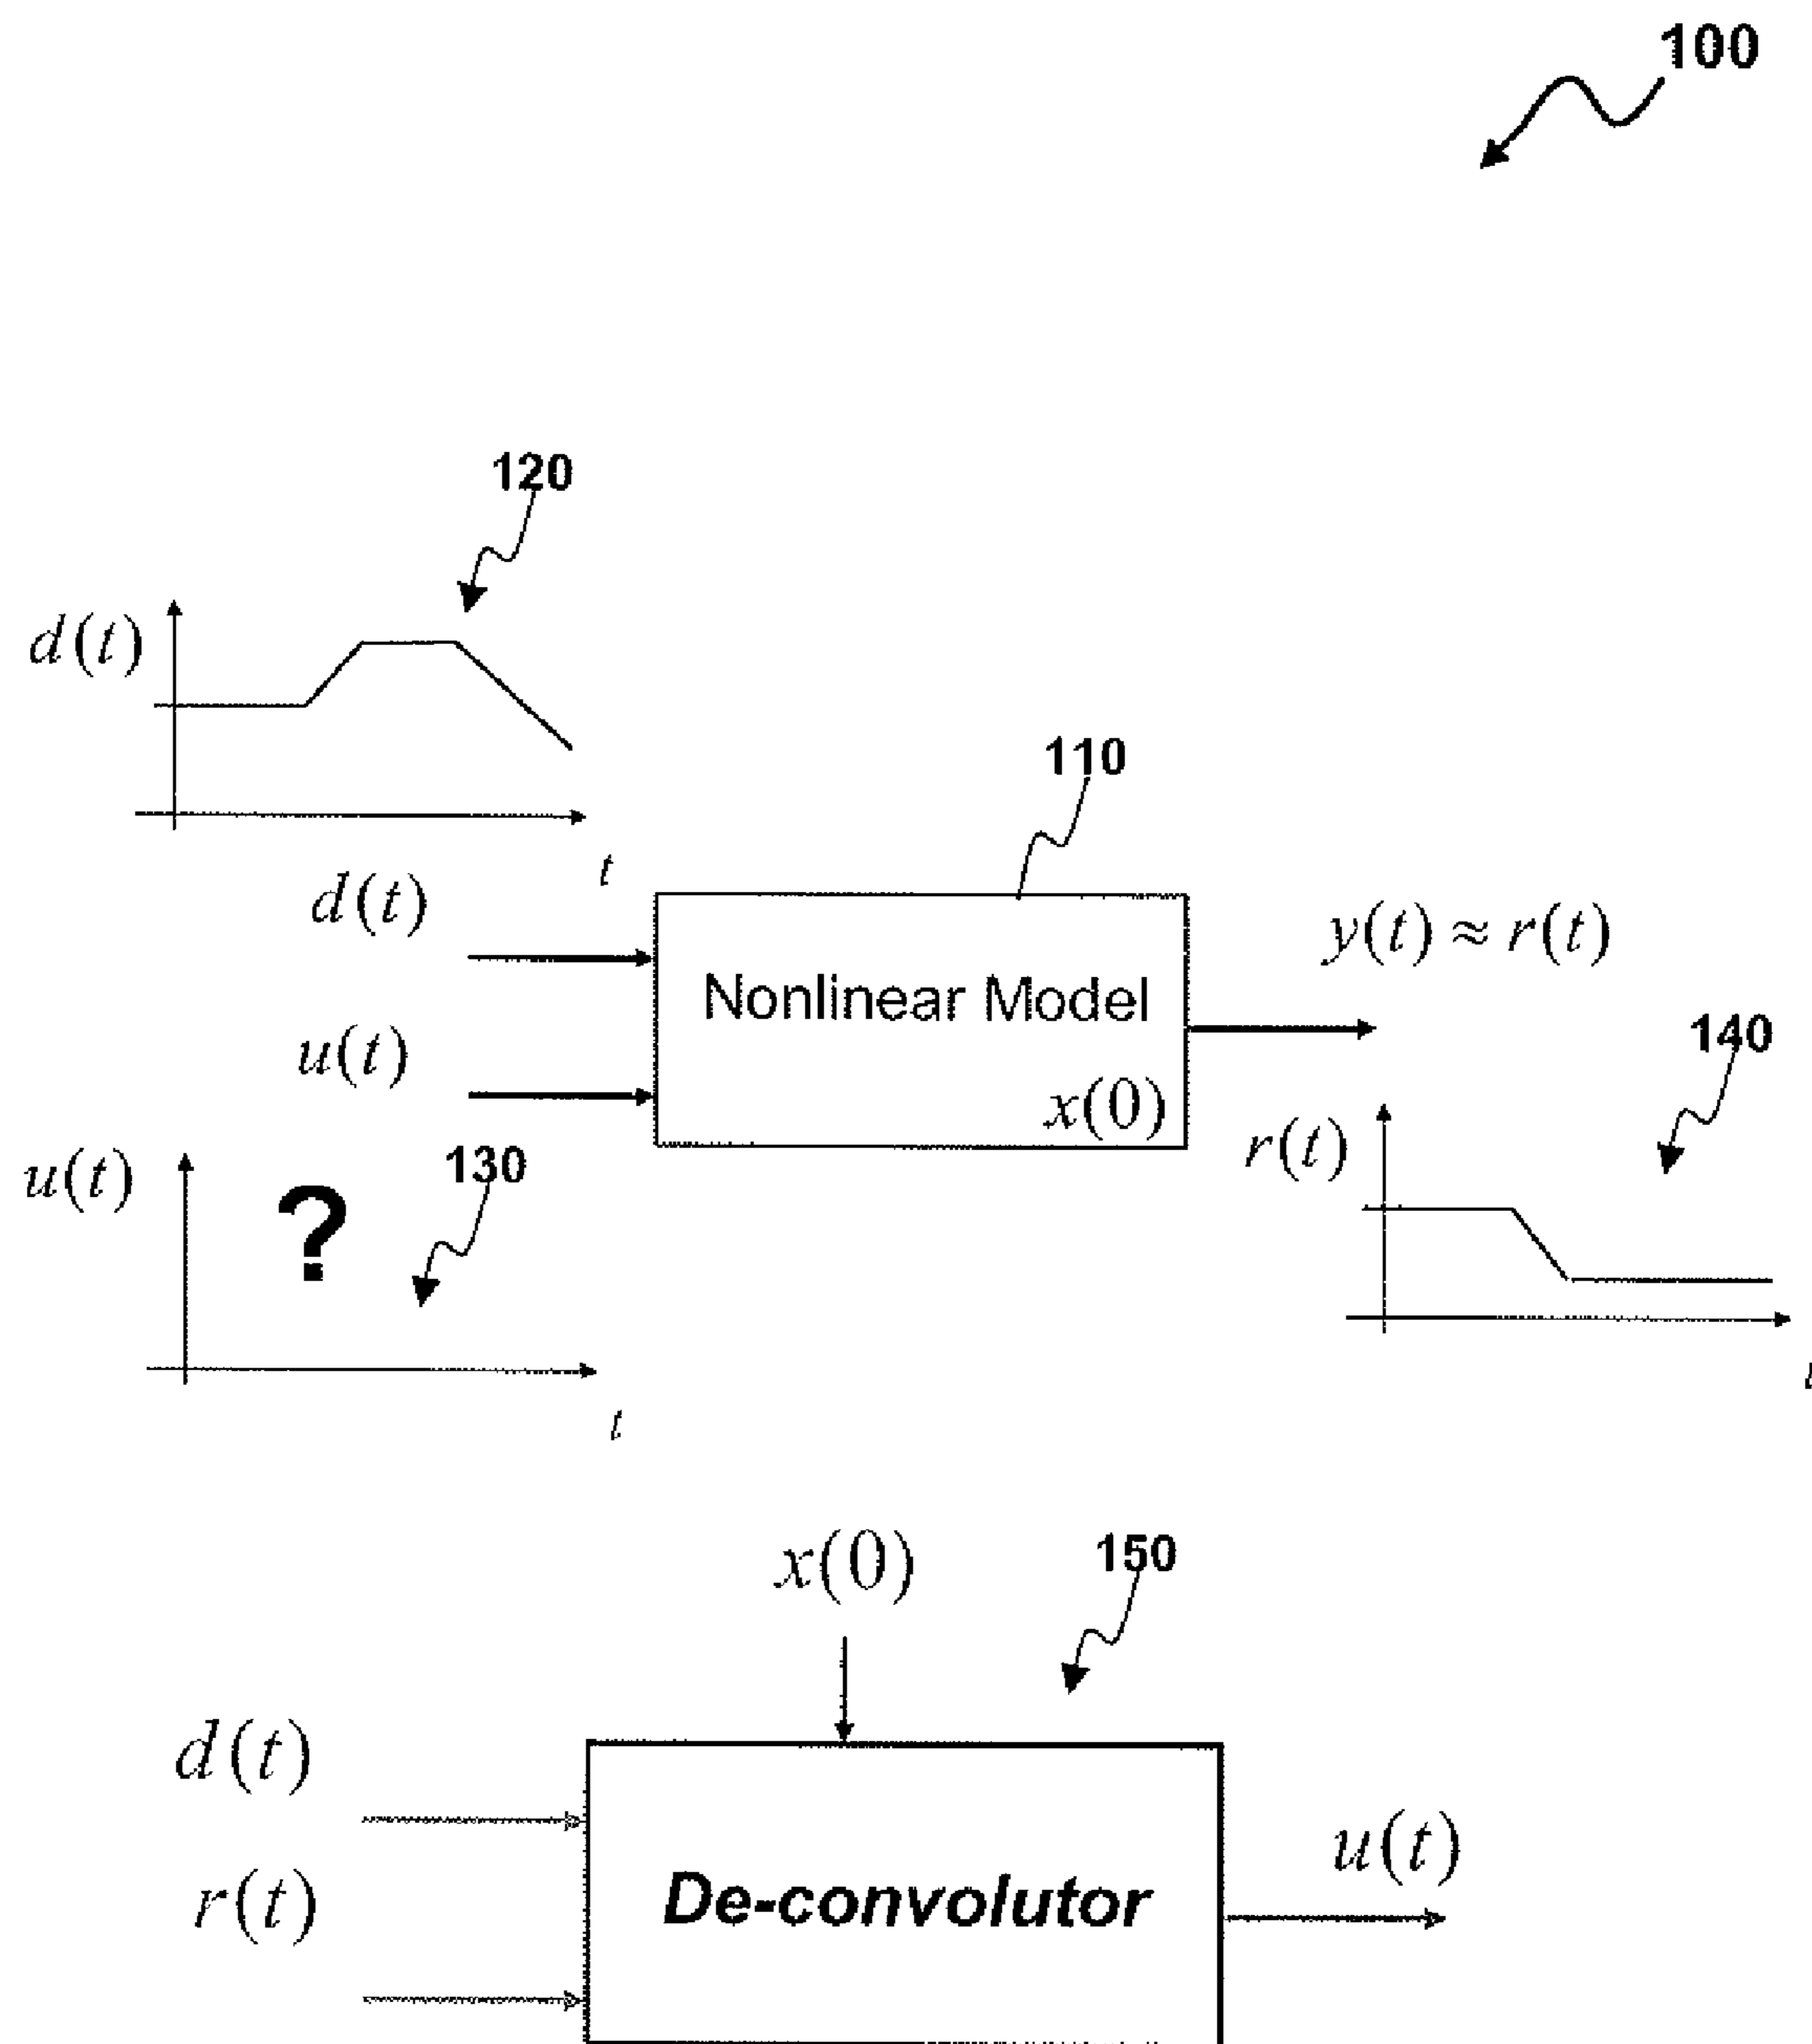 100
120
d(t)
t
110
d(t)
y(t) ≈ r(t)
Nonlinear Model
u(t)
x(0)
140
130
r(t)
u(t)
?
t
t
x(0)
150
d(t)
u(t)
r(t)
De-convolutor